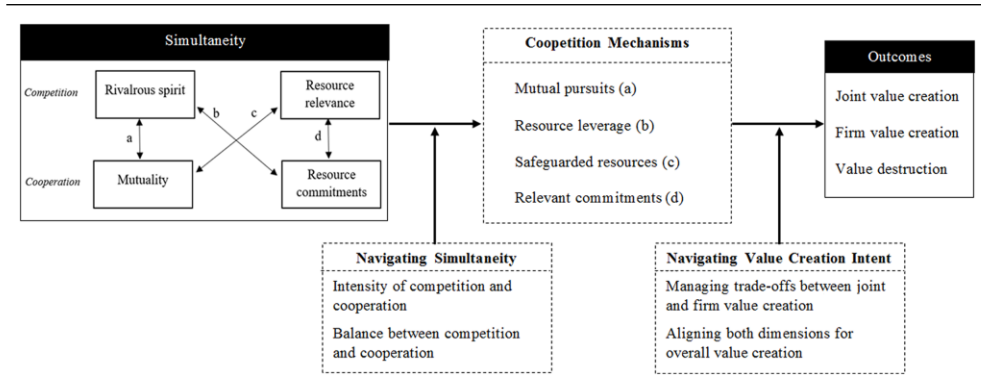 Simultaneity
Competition
Rivalrous spirit
Resource
relevance
a
b
c
d
Cooperation
Mutuality
Resource
commitments
Coopetition Mechanisms
Mutual pursuits (a)
Resource leverage (b)
Safeguarded resources (c)
Relevant commitments (d)
Outcomes
Joint value creation
Firm value creation
Value destruction
Navigating Simultaneity
Intensity of competition and
cooperation
Balance between competition
and cooperation
Navigating Value Creation Intent
Managing trade-offs between joint
and firm value creation
Aligning both dimensions for
overall value creation